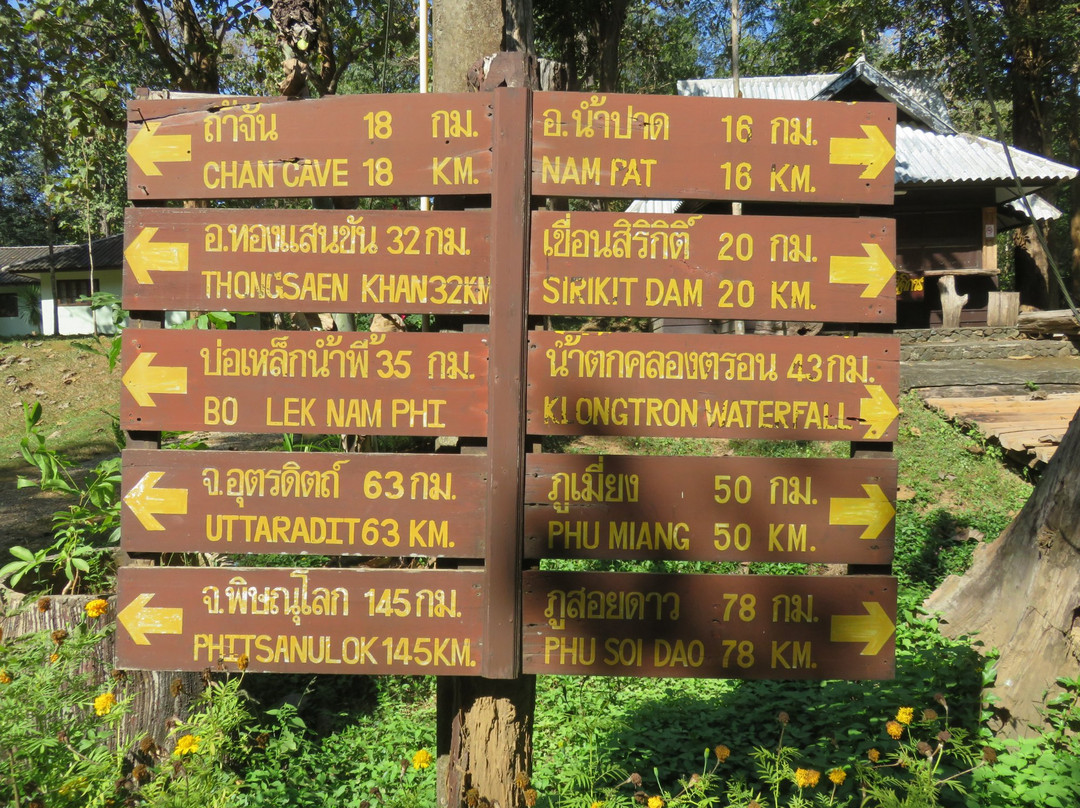 ถ้ำจัน 18 กม.
CHAN CAVE 18 KM.
อ.ทองแสนขัน 32 กม.
THONGSAEN KHAN 32 KM
บ่อเหล็กน้ำพี้ 35 กม.
BO LEK NAM PHI
จ.อุตรดิตถ์ 63 กม.
UTTARADIT 63 KM.
จ.พิษณุโลก 145 กม.
PHITSANULOK 145 KM.
อ.น้ำปาด 16 กม.
NAM PAT 16 KM.
เขื่อนสิริกิติ์ 20 กม.
SIRIKIT DAM 20 KM.
น้ำตกคลองตรอน 43 กม.
KLONGTRON WATERFALL
ภูเมี่ยง 50 กม.
PHU MIANG 50 KM.
ภูสอยดาว 78 กม.
PHU SOI DAO 78 KM.